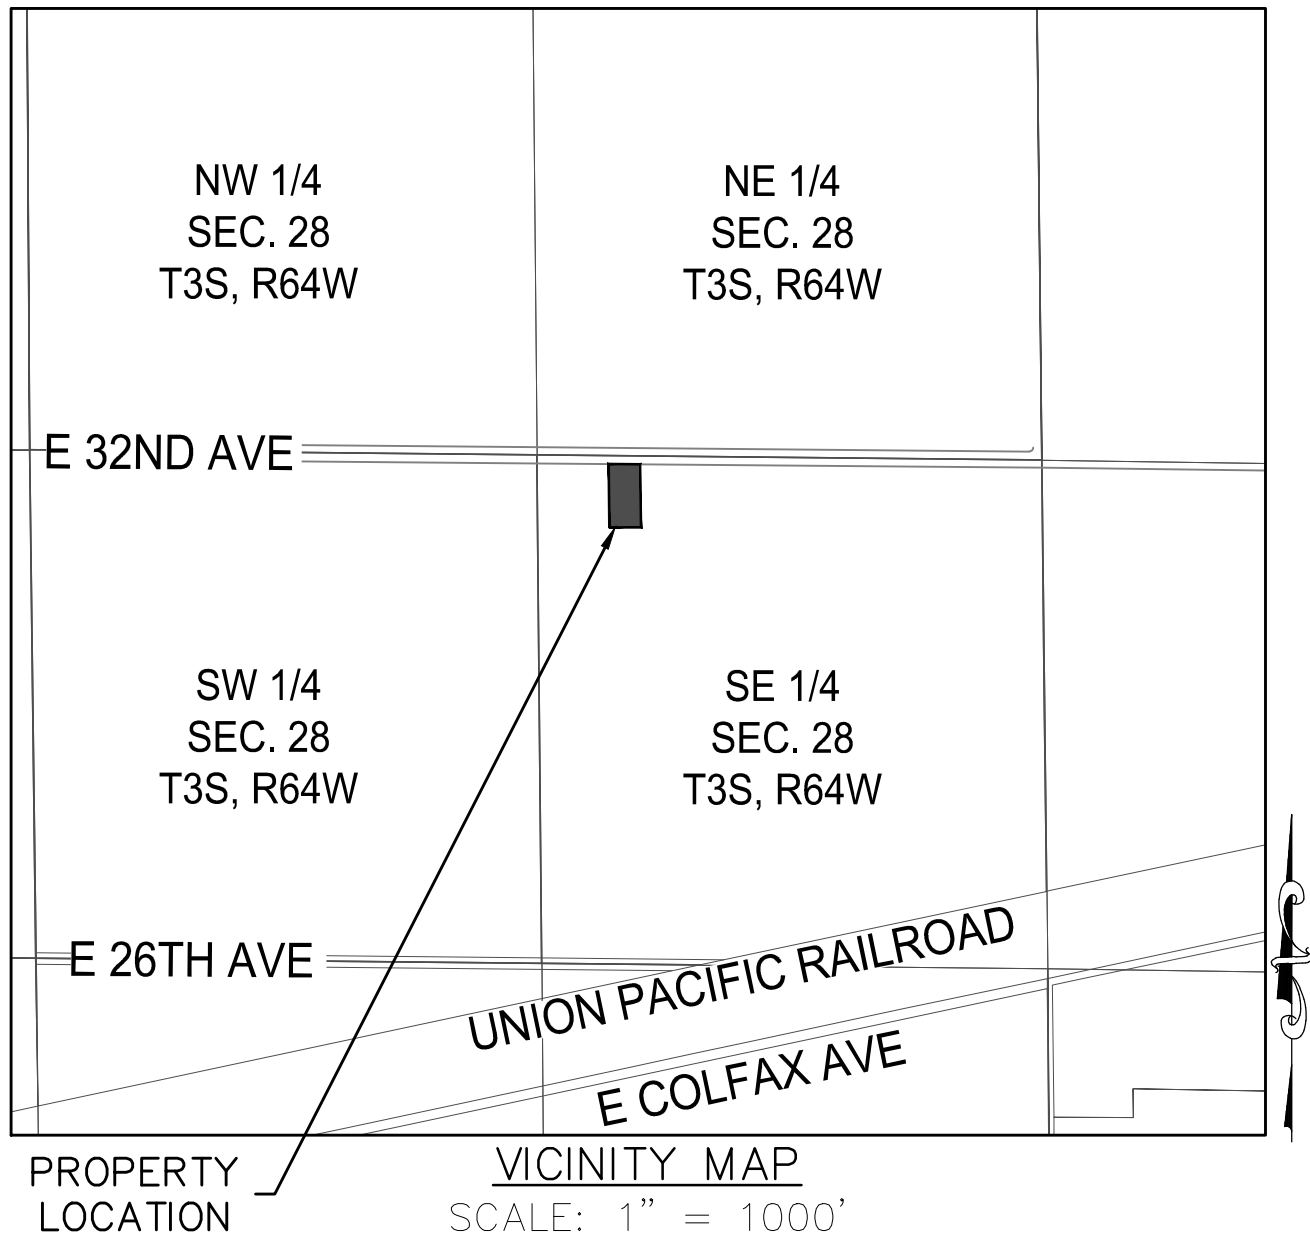 NW 1/4
SEC. 28
T3S, R64W
NE 1/4
SEC. 28
T3S, R64W
E 32ND AVE
SW 1/4
SEC. 28
T3S, R64W
SE 1/4
SEC. 28
T3S, R64W
E 26TH AVE
UNION PACIFIC RAILROAD
E COLFAX AVE
PROPERTY
LOCATION
VICINITY MAP
SCALE: 1" = 1000'